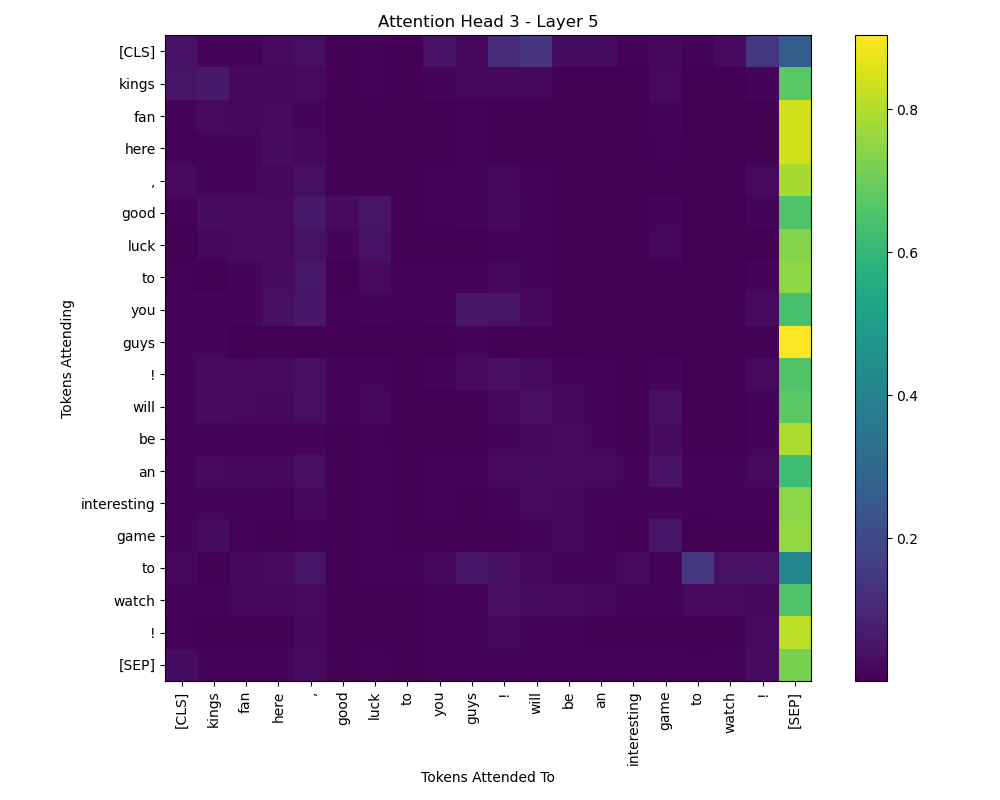 Attention Head 3 - Layer 5
Tokens Attending
[CLS]
kings
fan
here
,
good
luck
to
you
guys
!
will
be
an
interesting
game
to
watch
!
[SEP]
[CLS]
kings
fan
here
,
good
luck
to
you
guys
!
will
be
an
interesting
game
to
watch
!
[SEP]
Tokens Attended To
0.8
0.6
0.4
0.2